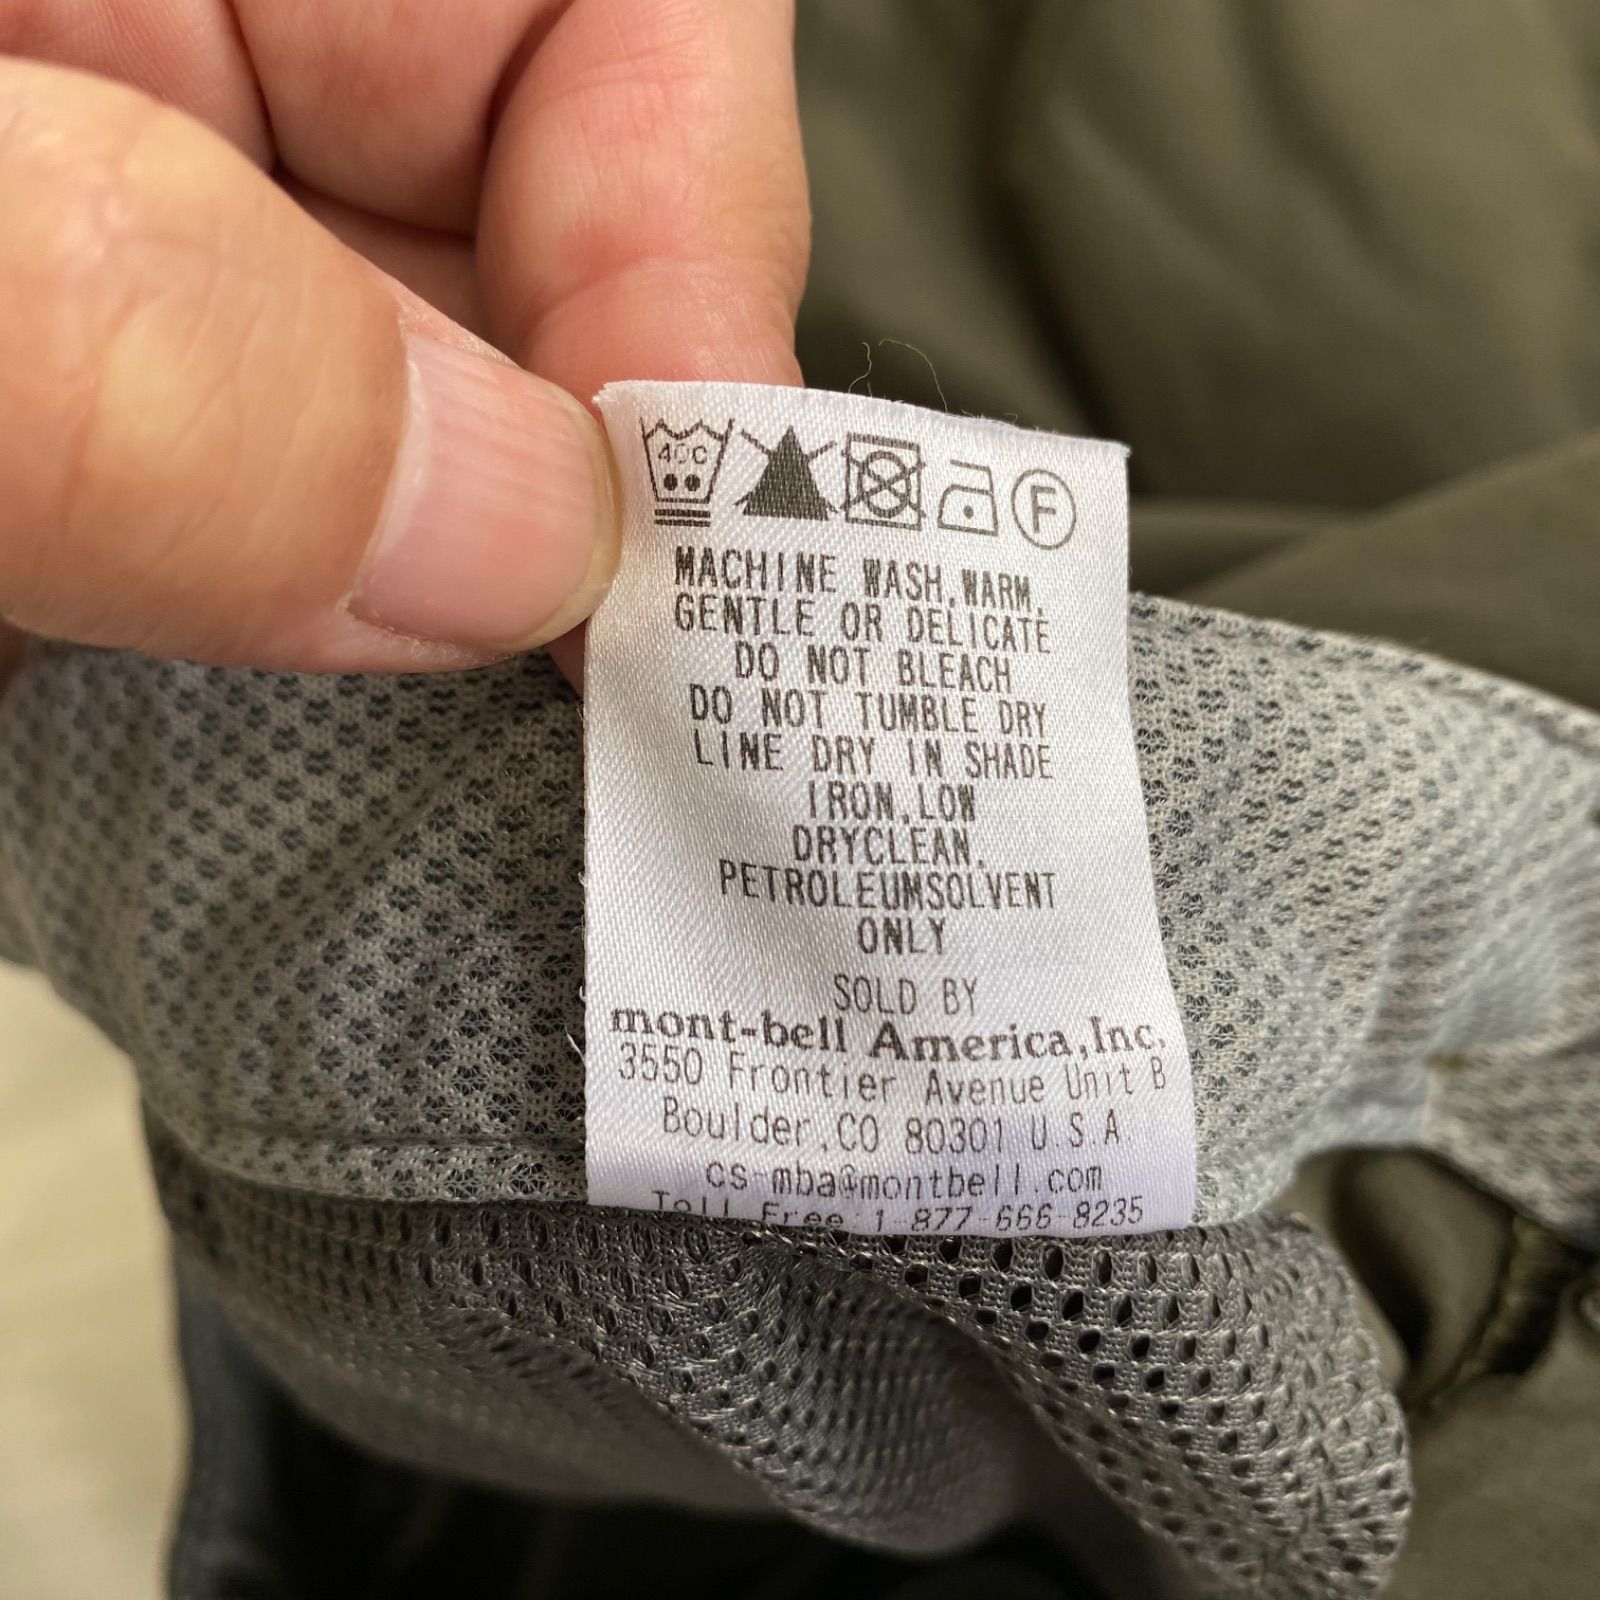 40C
F
MACHINE WASH,WARM,
GENTLE OR DELICATE
DO NOT BLEACH
DO NOT TUMBLE DRY
LINE DRY IN SHADE
IRON,LOW
DRYCLEAN,
PETROLEUMSOLVENT
ONLY
SOLD BY
mont-bell America,Inc.
3550 Frontier Avenue Unit B
Boulder,CO 80301 U.S.A.
cs-mba@montbell.com
Toll Free:1-877-666-8235